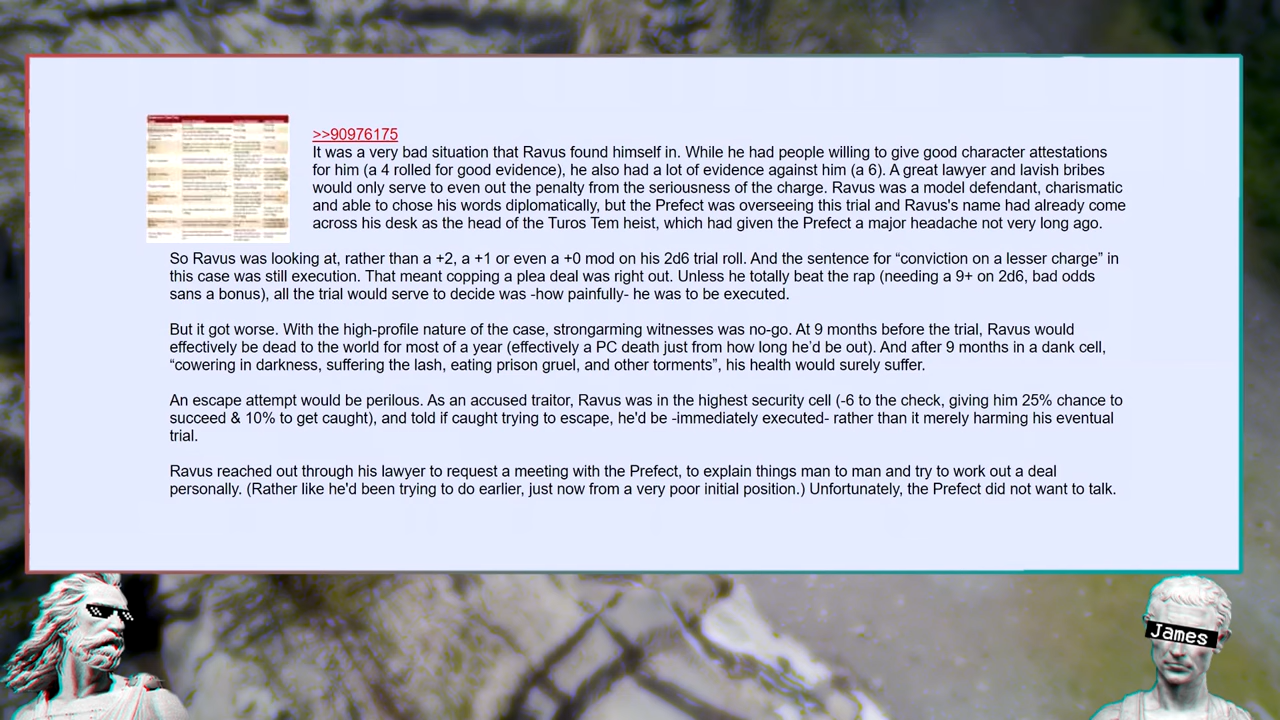 >>90976175
It was a very bad situation that Ravus found himself in. While he had people willing to come and character attestations
for him (a 4 rolled for good evidence), he also had a lot of evidence against him (a 6). A good lawyer and lavish bribes
would only serve to even out the penalty from the seriousness of the charge. Ravus was a model defendant, charismatic
and able to choose his words diplomatically, but the Prefect was overseeing this trial and Ravus' name had already come
across his desk as the head of the Tundra Tempest, who had given the Prefect a major headache not very long ago.
So Ravus was looking at, rather than a +2, a +1 or even a +0 mod on his 2d6 trial roll. And the sentence for “conviction on a lesser charge” in
this case was still execution. That meant copping a plea deal was right out. Unless he totally beat the rap (needing a 9+ on 2d6, bad odds
sans a bonus), all the trial would serve to decide was -how painfully- he was to be executed.
But it got worse. With the high-profile nature of the case, strongarming witnesses was no-go. At 9 months before the trial, Ravus would
effectively be dead to the world for most of a year (effectively a PC death just from how long he’d be out). And after 9 months in a dank cell,
“cowering in darkness, suffering the lash, eating prison gruel, and other torments”, his health would surely suffer.
An escape attempt would be perilous. As an accused traitor, Ravus was in the highest security cell (-6 to the check, giving him 25% chance to
succeed & 10% to get caught), and told if caught trying to escape, he'd be -immediately executed- rather than it merely harming his eventual
trial.
Ravus reached out through his lawyer to request a meeting with the Prefect, to explain things man to man and try to work out a deal
personally. (Rather like he'd been trying to do earlier, just now from a very poor initial position.) Unfortunately, the Prefect did not want to talk.
James